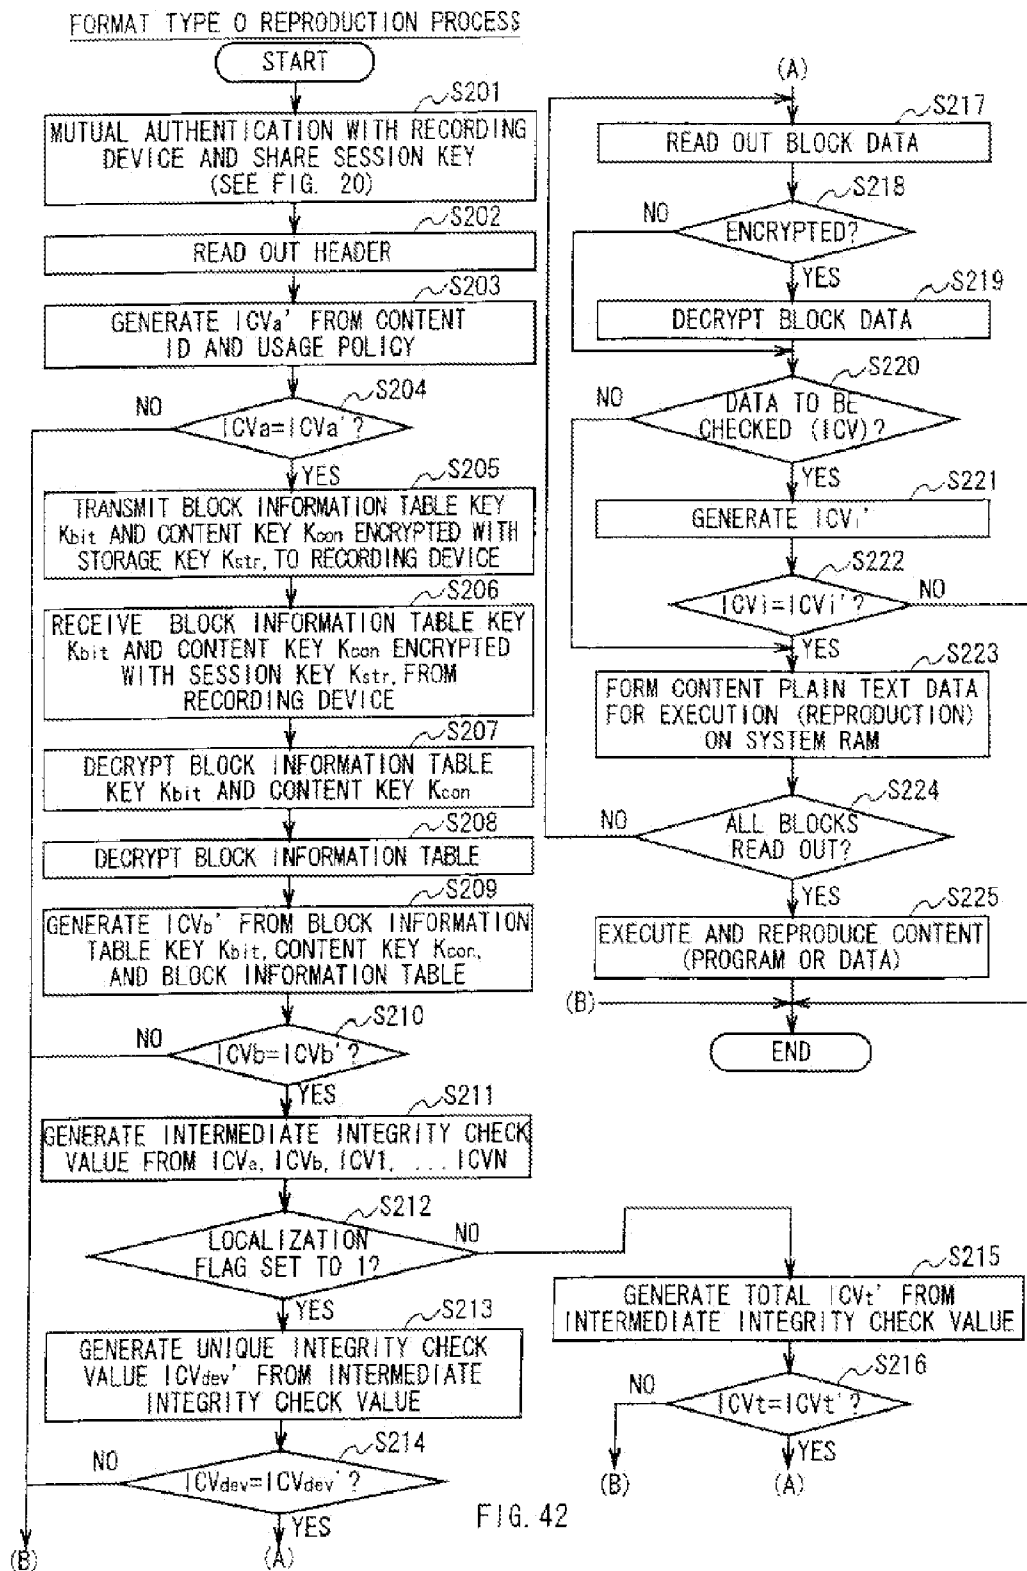 FORMAT TYPE 0 REPRODUCTION PROCESS
START
S201
MUTUAL AUTHENTICATION WITH RECORDING
DEVICE AND SHARE SESSION KEY
(SEE FIG. 20)
S202
READ OUT HEADER
S203
GENERATE ICVa' FROM CONTENT
ID AND USAGE POLICY
S204
NO
ICVa=ICVa'?
YES
S205
TRANSMIT BLOCK INFORMATION TABLE KEY
Kbit AND CONTENT KEY Kcon ENCRYPTED WITH
STORAGE KEY Kstr, TO RECORDING DEVICE
S206
RECEIVE BLOCK INFORMATION TABLE KEY
Kbit AND CONTENT KEY Kcon ENCRYPTED
WITH SESSION KEY Kstr, FROM
RECORDING DEVICE
S207
DECRYPT BLOCK INFORMATION TABLE
KEY Kbit AND CONTENT KEY Kcon
S208
DECRYPT BLOCK INFORMATION TABLE
S209
GENERATE ICVb' FROM BLOCK INFORMATION
TABLE KEY Kbit, CONTENT KEY Kcon,
AND BLOCK INFORMATION TABLE
S210
NO
ICVb=ICVb'?
YES
S211
GENERATE INTERMEDIATE INTEGRITY CHECK
VALUE FROM ICVa, ICVb, ICV1, ...ICVN
S212
NO
LOCALIZATION
FLAG SET TO 1?
YES
S213
GENERATE UNIQUE INTEGRITY CHECK
VALUE ICVdev' FROM INTERMEDIATE
INTEGRITY CHECK VALUE
S214
NO
ICVdev=ICVdev'?
YES
(B)
(A)
S215
GENERATE TOTAL ICVt' FROM
INTERMEDIATE INTEGRITY CHECK VALUE
S216
NO
ICVt=ICVt'?
YES
(B)
(A)
(A)
S217
READ OUT BLOCK DATA
S218
NO
ENCRYPTED?
YES
S219
DECRYPT BLOCK DATA
S220
NO
DATA TO BE
CHECKED (ICV)?
YES
S221
GENERATE ICVi'
S222
NO
ICVi=ICVi'?
YES
S223
FORM CONTENT PLAIN TEXT DATA
FOR EXECUTION (REPRODUCTION)
ON SYSTEM RAM
S224
NO
ALL BLOCKS
READ OUT?
YES
S225
EXECUTE AND REPRODUCE CONTENT
(PROGRAM OR DATA)
(B)
END
FIG. 42